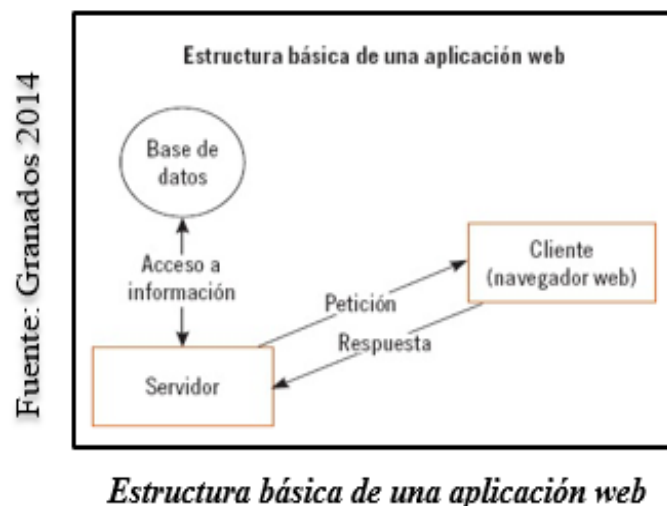 Fuente: Granados 2014
Estructura básica de una aplicación web
Base de
datos
Acceso a
información
Servidor
Petición
Respuesta
Cliente
(navegador web)
Estructura básica de una aplicación web